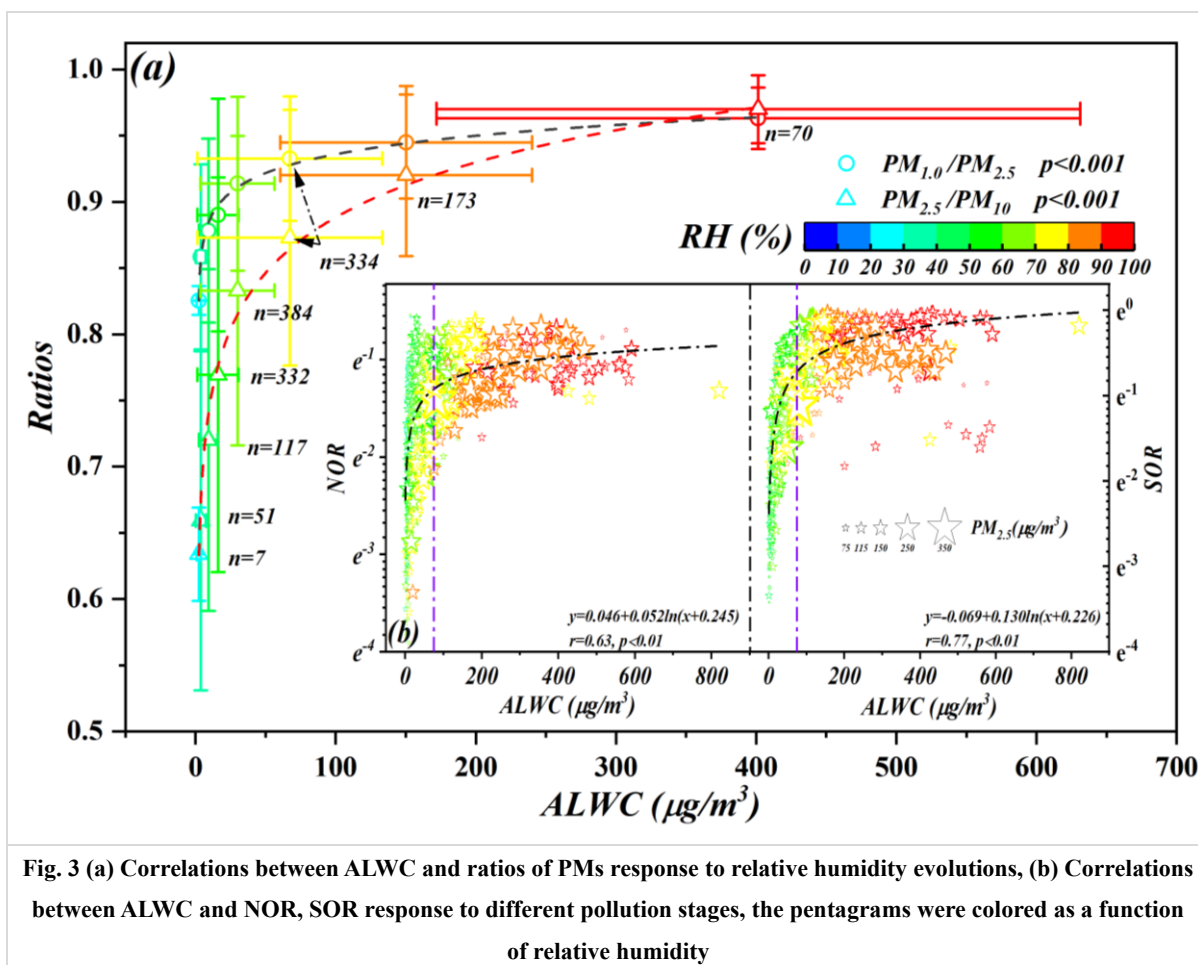 (a)
1.0
0.9
0.8
0.7
0.6
0.5
Ratios
n=70
n=173
n=334
n=384
n=332
n=117
n=51
n=7
PM1.0/PM2.5 p<0.001
PM2.5/PM10 p<0.001
RH (%)
0 10 20 30 40 50 60 70 80 90 100
e-1
e-2
e-3
e-4
NOR
(b)
y=0.046+0.052ln(x+0.245)
r=0.63, p<0.01
0 200 400 600 800
ALWC (μg/m3)
e0
e-1
e-2
e-3
e-4
SOR
PM2.5(μg/m3)
75 115 150 250 350
y=-0.069+0.130ln(x+0.226)
r=0.77, p<0.01
0 200 400 600 800
ALWC (μg/m3)
0 100 200 300 400 500 600 700
ALWC (μg/m3)
Fig. 3 (a) Correlations between ALWC and ratios of PMs response to relative humidity evolutions, (b) Correlations
between ALWC and NOR, SOR response to different pollution stages, the pentagrams were colored as a function
of relative humidity